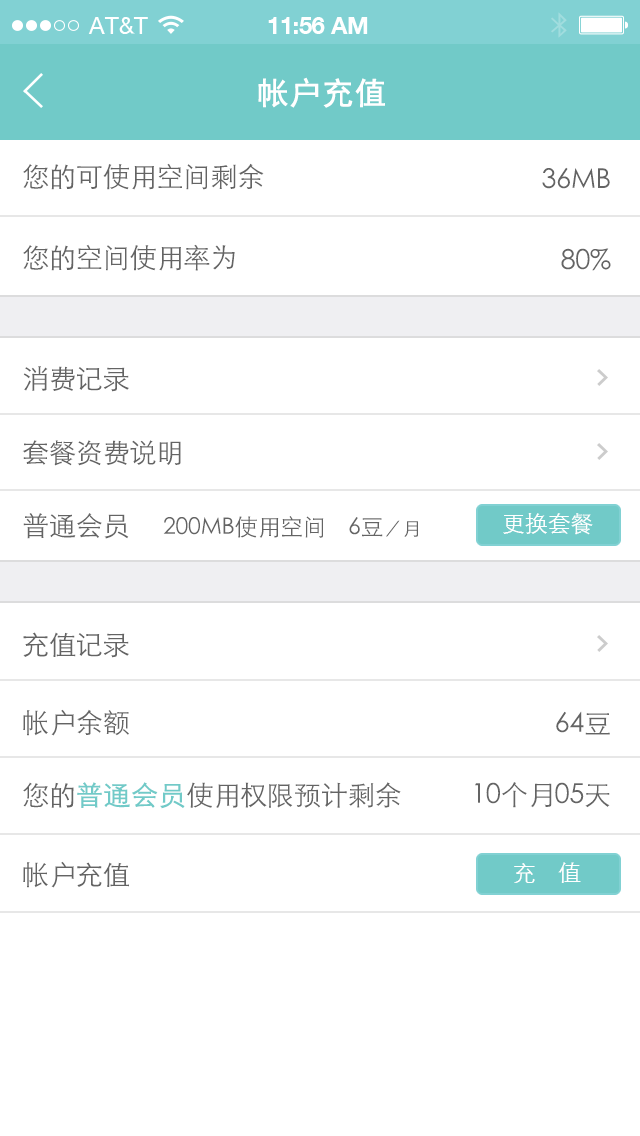 AT&T 11:56 AM
帐户充值
您的可使用空间剩余 36MB
您的空间使用率为 80%
消费记录
套餐资费说明
普通会员 200MB使用空间 6豆／月 更换套餐
充值记录
帐户余额 64豆
您的普通会员使用权限预计剩余 10个月05天
帐户充值 充 值